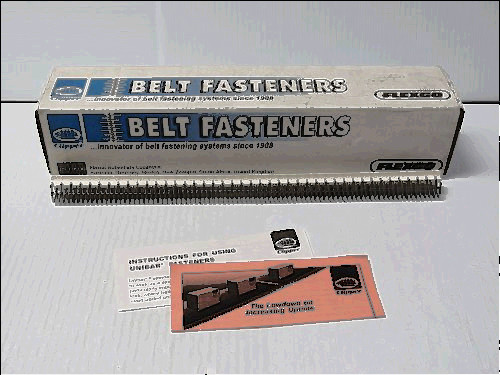 BELT FASTENERS
...innovator of belt fastening systems since 1908
FLEXCO
Clipper
BELT FASTENERS
Clipper
...innovator of belt fastening systems since 1908
FLEXCO
INSTRUCTIONS FOR USING
UNIBAR FASTENERS
Clipper
The Lowdown on
Increasing Uptime
Clipper